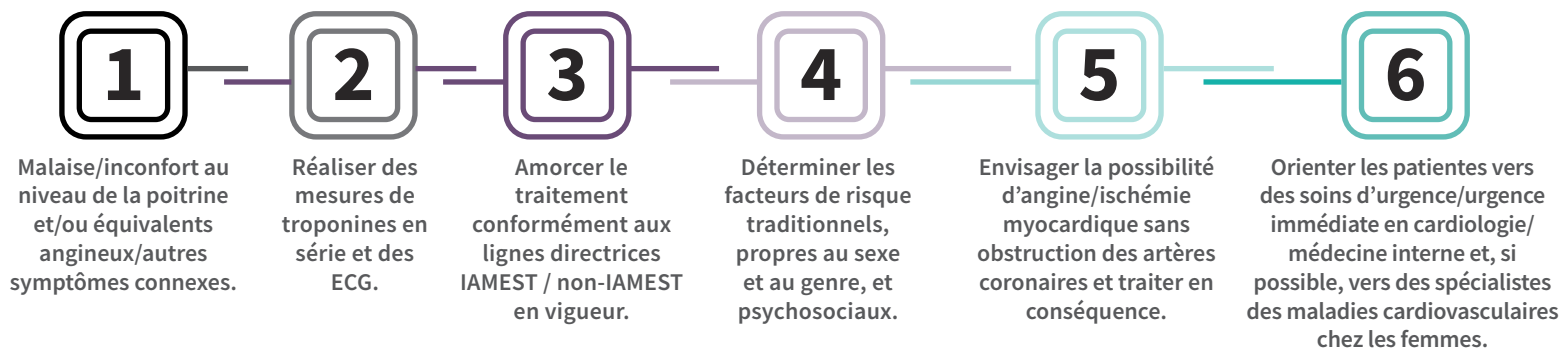 1
Malaise/inconfort au
niveau de la poitrine
et/ou équivalents
angineux/autres
symptômes connexes.
2
Réaliser des
mesures de
troponines en
série et des
ECG.
3
Amorcer le
traitement
conformément aux
lignes directrices
IAMEST / non-IAMEST
en vigueur.
4
Déterminer les
facteurs de risque
traditionnels,
propres au sexe
et au genre, et
psychosociaux.
5
Envisager la possibilité
d’angine/ischémie
myocardique sans
obstruction des artères
coronaires et traiter en
conséquence.
6
Orienter les patientes vers
des soins d’urgence/urgence
immédiate en cardiologie/
médecine interne et, si
possible, vers des spécialistes
des maladies cardiovasculaires
chez les femmes.